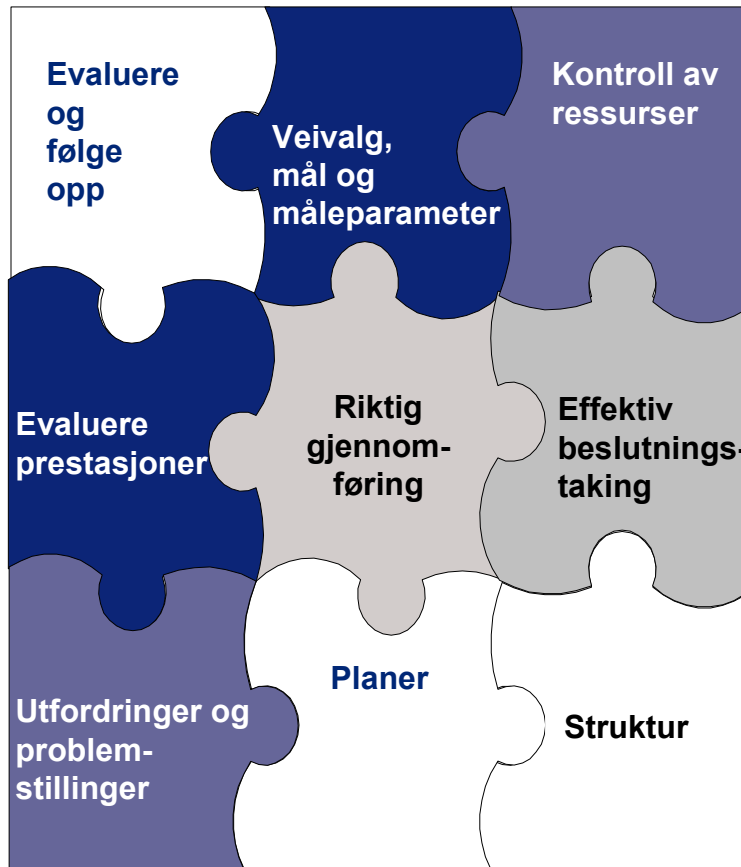 Evaluere
og
følge
opp
Veivalg,
mål og
måleparameter
Kontroll av
ressurser
Evaluere
prestasjoner
Riktig
gjennom-
føring
Effektiv
beslutnings-
taking
Utfordringer og
problem-
stillinger
Planer
Struktur